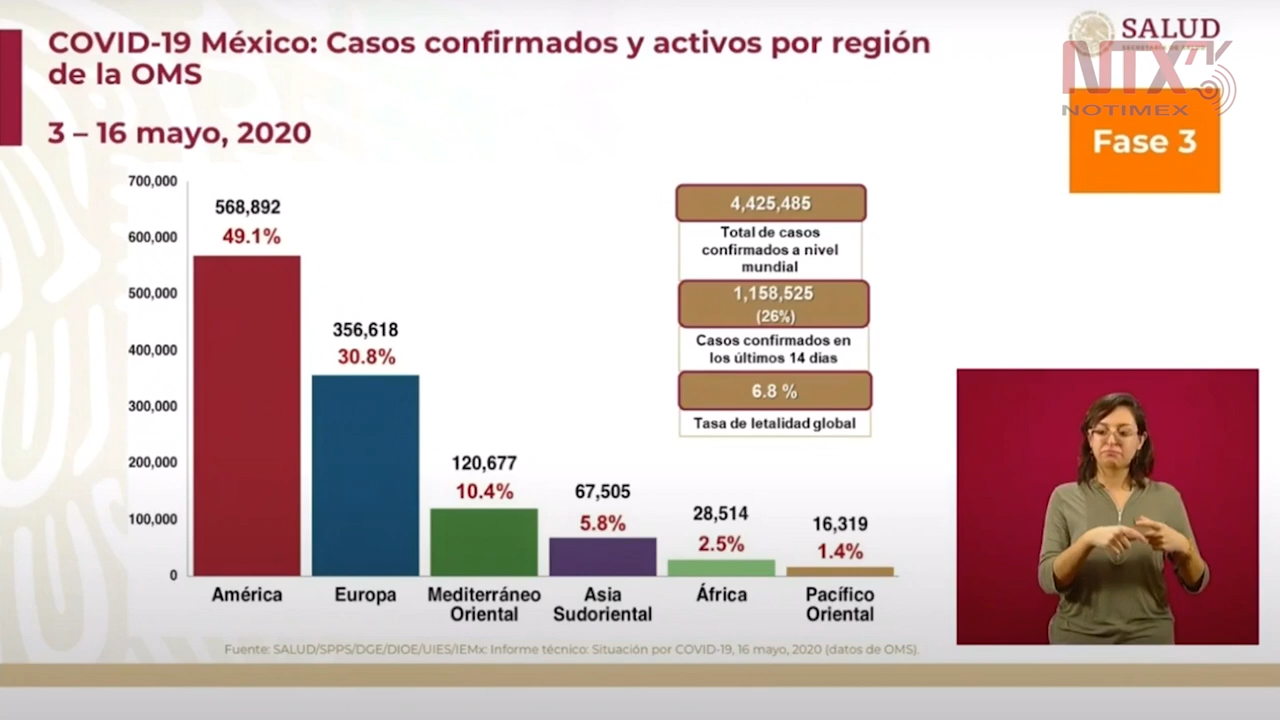 COVID-19 México: Casos confirmados y activos por región
de la OMS
3 – 16 mayo, 2020
SALUD
SECRETARÍA DE SALUD
NTX
NOTIMEX
Fase 3
700,000
600,000
500,000
400,000
300,000
200,000
100,000
0
568,892
49.1%
356,618
30.8%
120,677
10.4%
67,505
5.8%
28,514
2.5%
16,319
1.4%
América
Europa
Mediterráneo
Oriental
Asia
Sudoriental
África
Pacífico
Oriental
4,425,485
Total de casos
confirmados a nivel
mundial
1,158,525
(26%)
Casos confirmados en
los últimos 14 días
6.8 %
Tasa de letalidad global
Fuente: SALUD/SPPS/DGE/DIOE/UIES/IEMx: Informe técnico: Situación por COVID-19, 16 mayo, 2020 (datos de OMS).